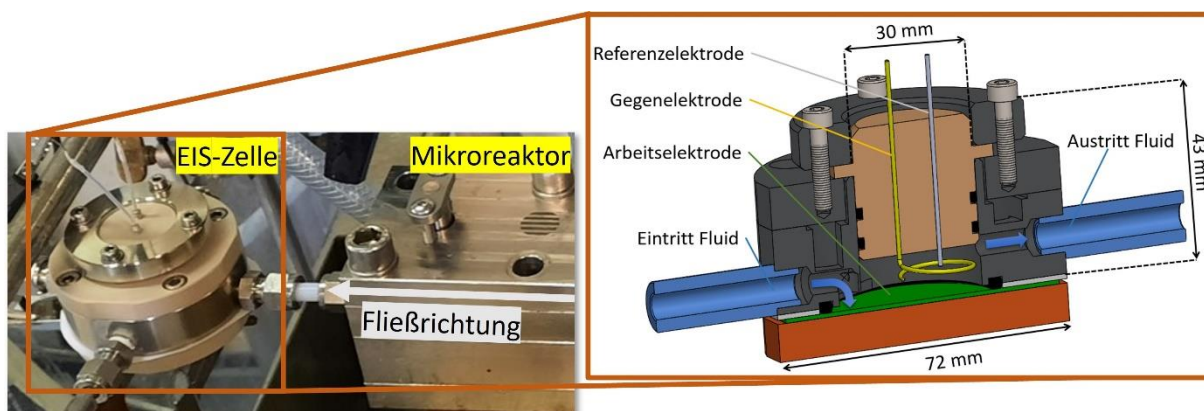 EIS-Zelle
Mikroreaktor
Fließrichtung
30 mm
Referenzelektrode
Gegenelektrode
Arbeitselektrode
Austritt Fluid
43 mm
Eintritt Fluid
72 mm